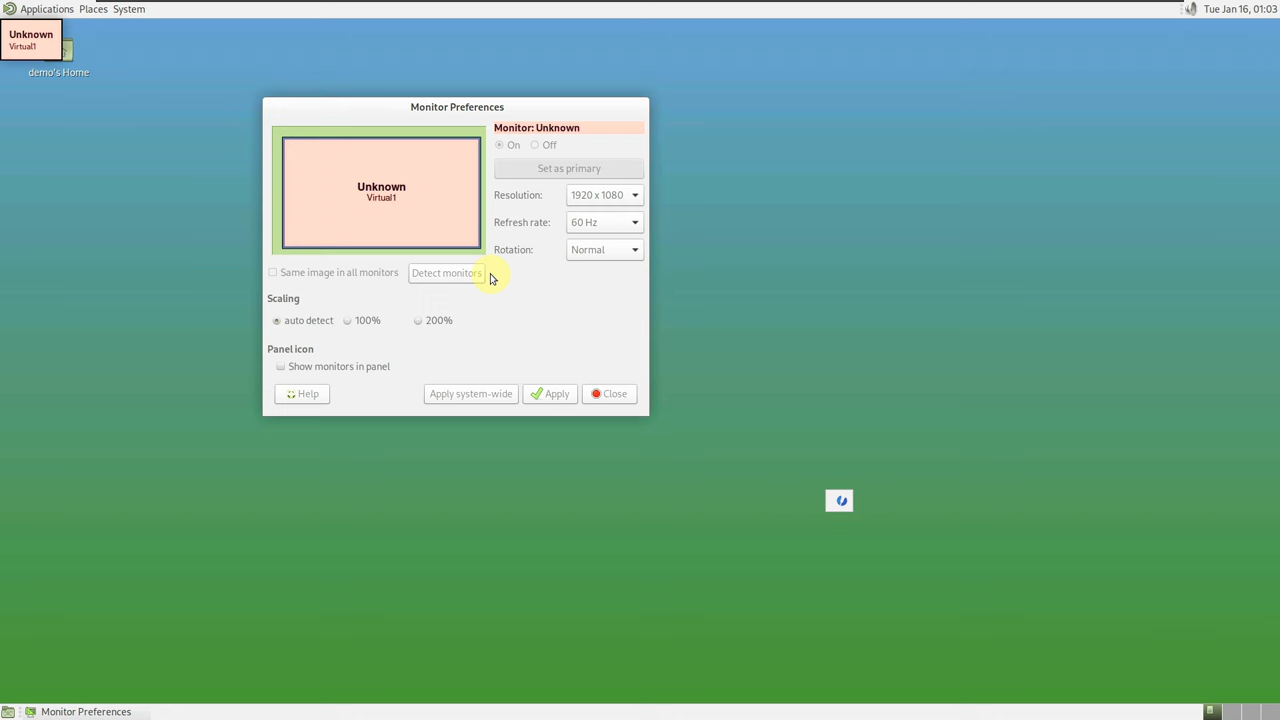 Applications Places System
Tue Jan 16, 01:03
Unknown
Virtual1
demo's Home
Monitor Preferences
Monitor: Unknown
On Off
Set as primary
Unknown
Virtual1
Resolution: 1920 x 1080
Refresh rate: 60 Hz
Rotation: Normal
Same image in all monitors Detect monitors
Scaling
auto detect 100% 200%
Panel icon
Show monitors in panel
Help Apply system-wide Apply Close
Monitor Preferences